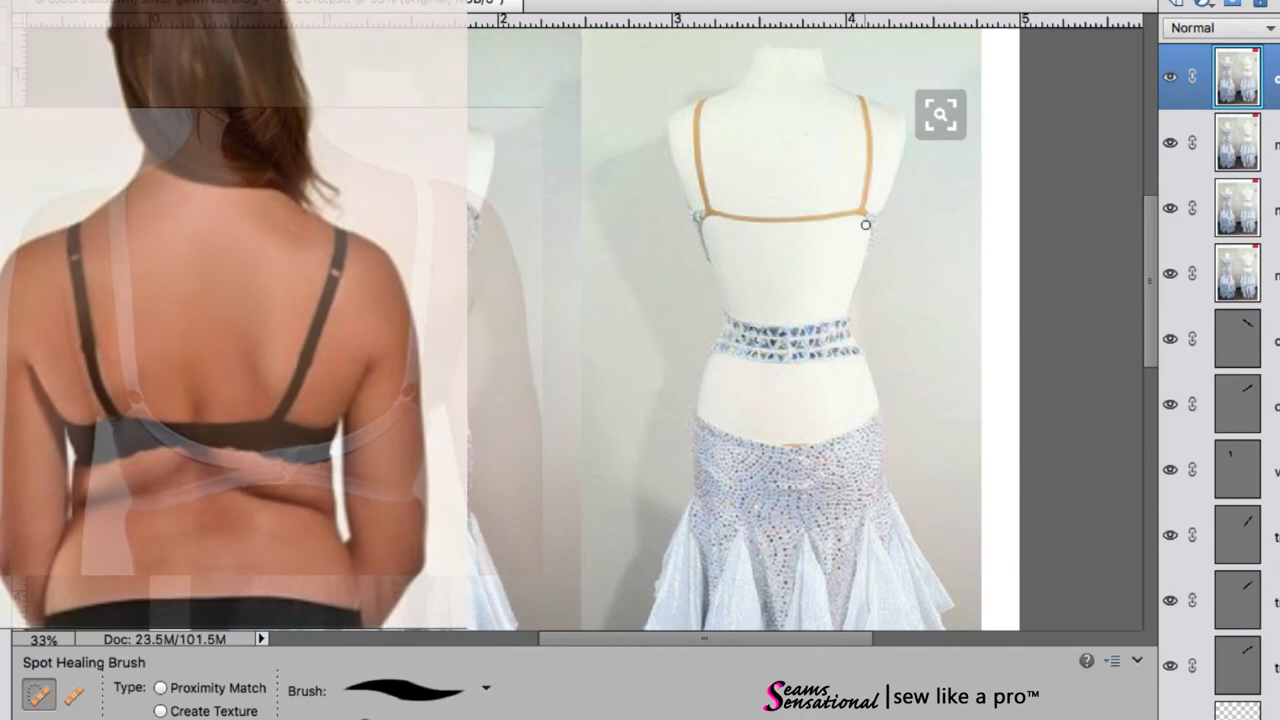 0
2
3
4
5
Normal
33%
Doc: 23.5M/101.5M
Spot Healing Brush
Type:
Proximity Match
Create Texture
Brush:
Seams
Sensational
sew like a pro™